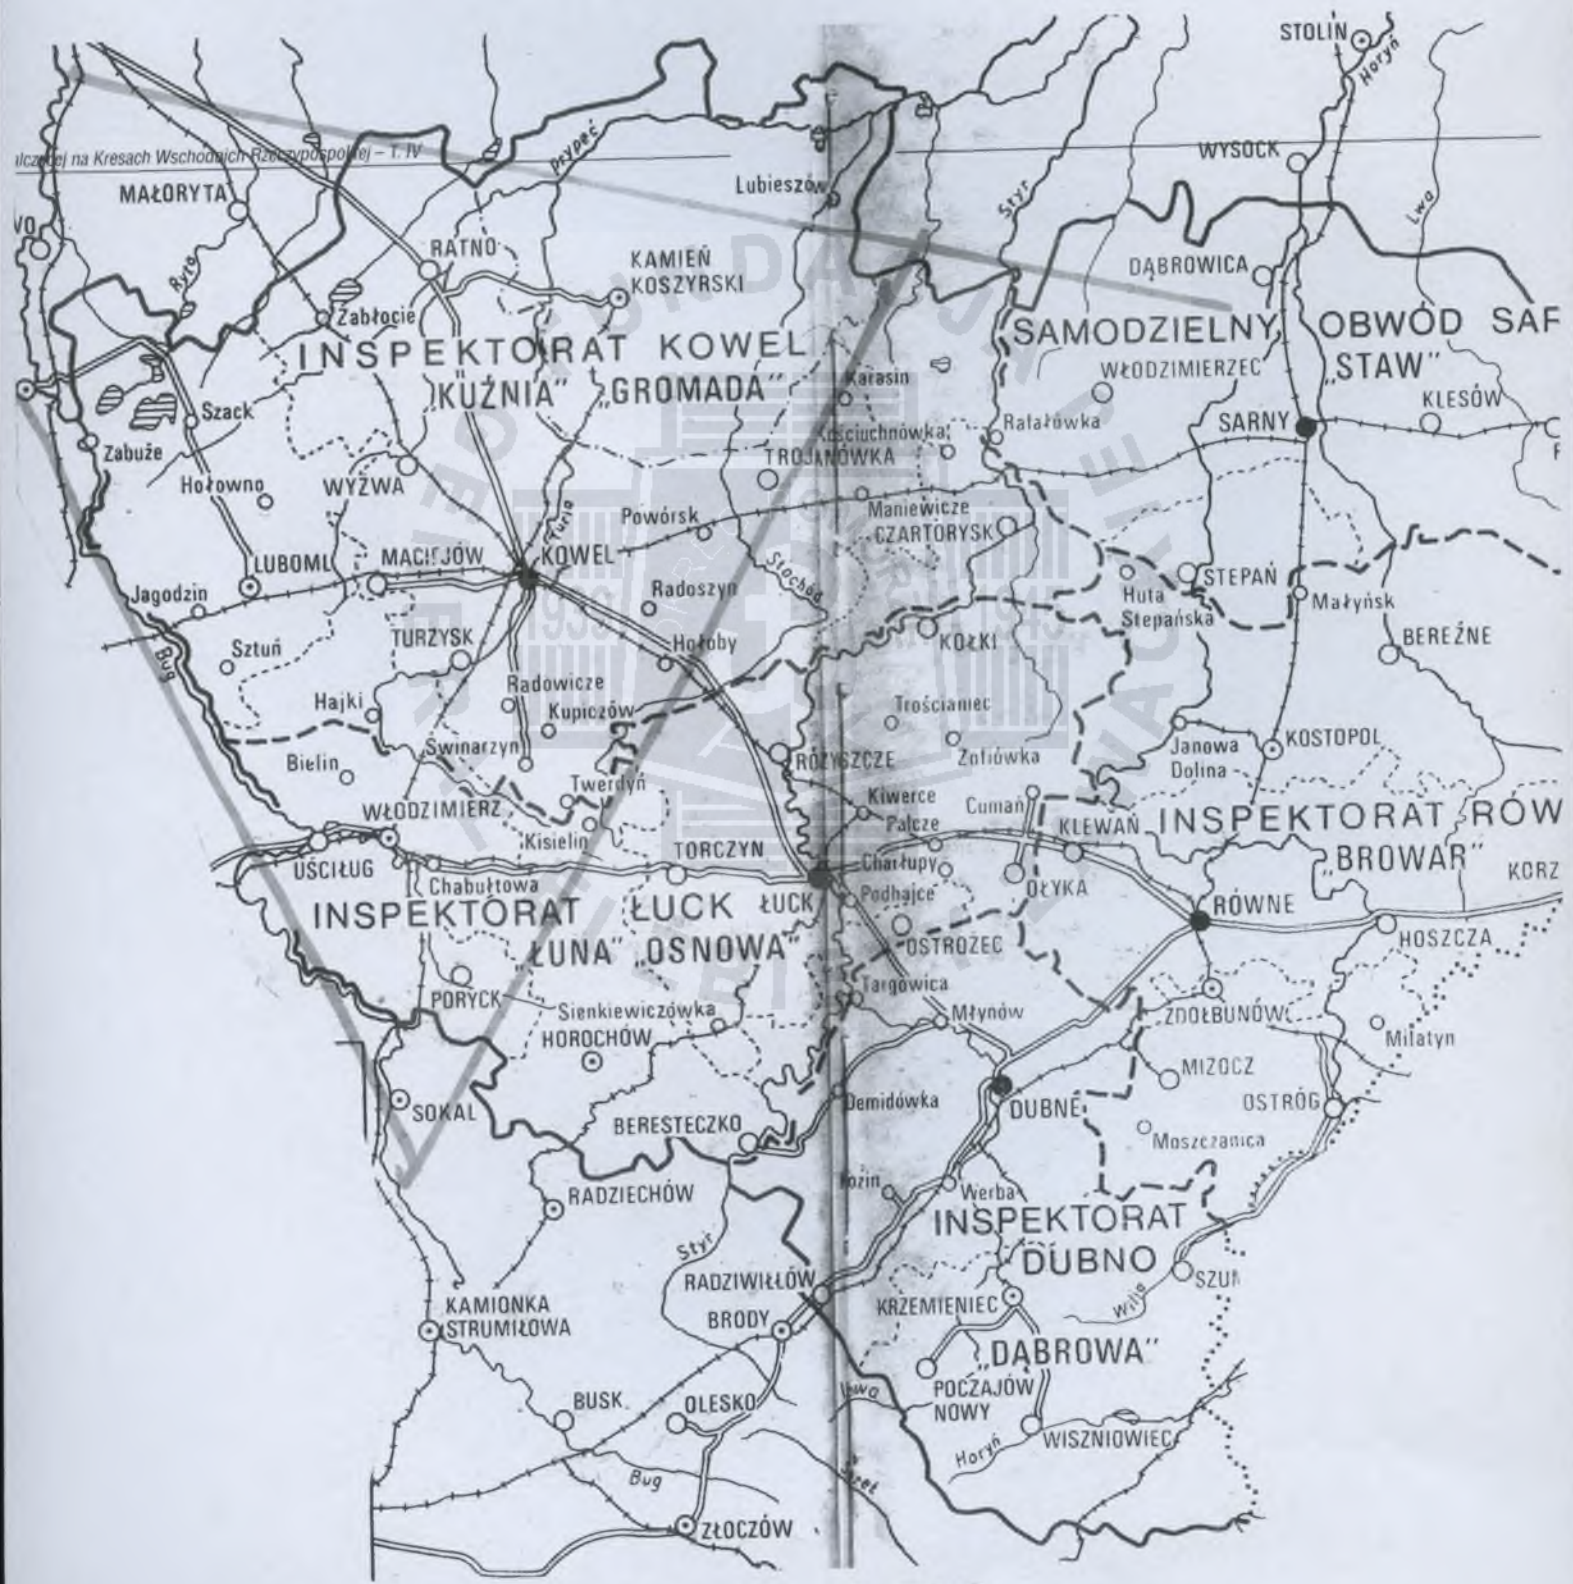 STOLIN
Horyń
lczącej na Kresach Wschodnich Rzeczypospolitej – T. IV
Prypeć
WYSOCK
MAŁORYTA
Lubieszów
Styr
Lwa
RATNO
KAMIEŃ
KOSZYRSKI
DĄBROWICA
Ryta
Zabłocie
SAMODZIELNY OBWÓD SAR
INSPEKTORAT KOWEL
„STAW”
WŁODZIMIERZEC
„KUŹNIA” „GROMADA”
Karasin
Szack
KLESÓW
Rafałówka
SARNY
Kościuchnówka
Zabuże
TROJANÓWKA
Hołowno
WYŻWA
Maniewicze
Turia
Powórsk
CZARTORYSK
LUBOML
MACIEJÓW
KOWEL
Stochód
STEPAŃ
Jagodzin
Radoszyn
Huta
Stepańska
Małyńsk
1939
1945
Sztuń
Bug
TURZYSK
Hołoby
KOŁKI
BEREŹNE
Hajki
Radowicze
Kupiczów
Trościaniec
Swinarzyn
Zofiówka
Janowa
Dolina
KOSTOPOL
Bielin
RÓŻYSZCZE
Twerdyń
Kiwerce
Cumań
WŁODZIMIERZ
Palcze
KLEWAŃ
INSPEKTORAT RÓW
Kisielin
TORCZYN
UŚCIŁUG
Charłupy
„BROWAR”
Chabułtowa
OŁYKA
KORZ
INSPEKTORAT ŁUCK
ŁUCK
Podhajce
RÓWNE
OSTROŻEC
HOSZCZA
„ŁUNA” „OSNOWA”
PORYCK
Targowica
Sienkiewiczówka
Młynów
ZDOŁBUNÓW
HOROCHÓW
Milatyn
MIZOCZ
SOKAL
Demidówka
DUBNE
OSTRÓG
BERESTECZKO
Moszczanica
Kozin
Werba
RADZIECHÓW
INSPEKTORAT
DUBNO
Styr
RADZIWIŁŁÓW
SZUM
KRZEMIENIEC
Wilia
KAMIONKA
STRUMIŁOWA
BRODY
„DĄBROWA”
BUSK
OLESKO
Ikwa
POCZAJÓW
NOWY
WISZNIOWIEC
Horyń
Bug
Seret
ZŁOCZÓW